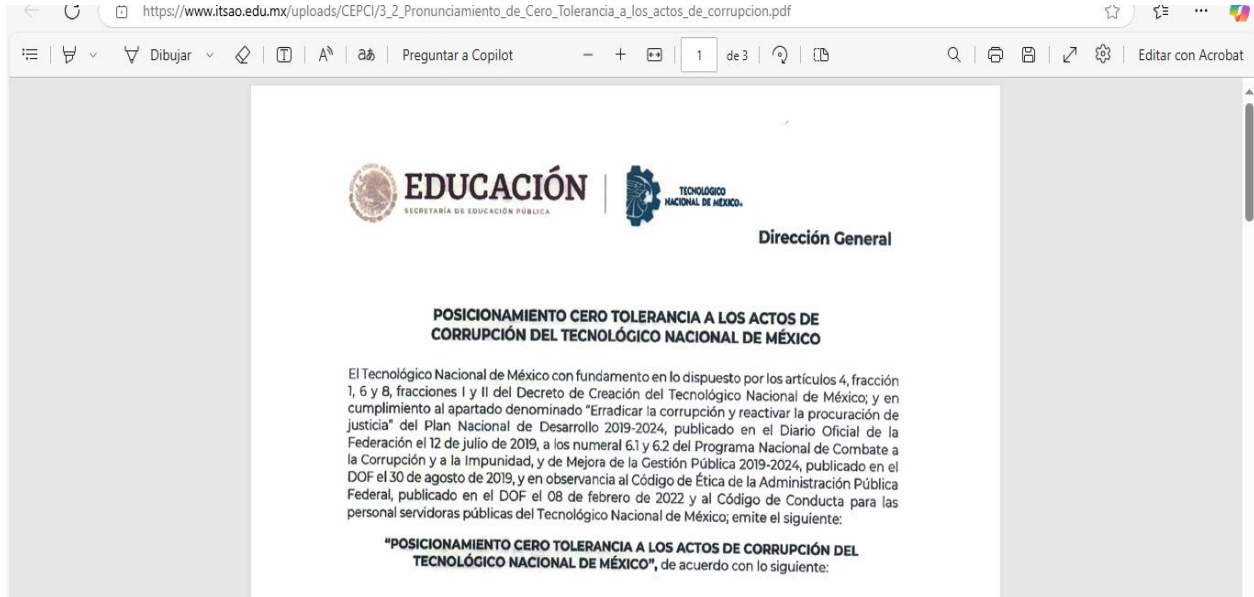 https://www.itsao.edu.mx/uploads/CEPCI/3_2_Pronunciamiento_de_Cero_Tolerancia_a_los_actos_de_corrupcion.pdf
Dibujar
Preguntar a Copilot
1 de 3
Editar con Acrobat
EDUCACIÓN
SECRETARÍA DE EDUCACIÓN PÚBLICA
TECNOLÓGICO
NACIONAL DE MÉXICO®
Dirección General
POSICIONAMIENTO CERO TOLERANCIA A LOS ACTOS DE
CORRUPCIÓN DEL TECNOLÓGICO NACIONAL DE MÉXICO
El Tecnológico Nacional de México con fundamento en lo dispuesto por los artículos 4, fracción
1, 6 y 8, fracciones I y II del Decreto de Creación del Tecnológico Nacional de México; y en
cumplimiento al apartado denominado "Erradicar la corrupción y reactivar la procuración de
justicia" del Plan Nacional de Desarrollo 2019-2024, publicado en el Diario Oficial de la
Federación el 12 de julio de 2019, a los numeral 6.1 y 6.2 del Programa Nacional de Combate a
la Corrupción y a la Impunidad, y de Mejora de la Gestión Pública 2019-2024, publicado en el
DOF el 30 de agosto de 2019, y en observancia al Código de Ética de la Administración Pública
Federal, publicado en el DOF el 08 de febrero de 2022 y al Código de Conducta para las
personal servidoras públicas del Tecnológico Nacional de México; emite el siguiente:
"POSICIONAMIENTO CERO TOLERANCIA A LOS ACTOS DE CORRUPCIÓN DEL
TECNOLÓGICO NACIONAL DE MÉXICO", de acuerdo con lo siguiente: